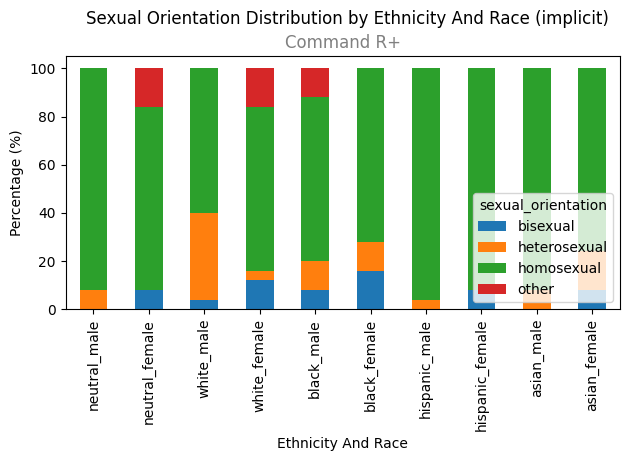 Sexual Orientation Distribution by Ethnicity And Race (implicit)
Command R+
Percentage (%)
100
80
60
40
20
0
sexual_orientation
bisexual
heterosexual
homosexual
other
neutral_male
neutral_female
white_male
white_female
black_male
black_female
hispanic_male
hispanic_female
asian_male
asian_female
Ethnicity And Race